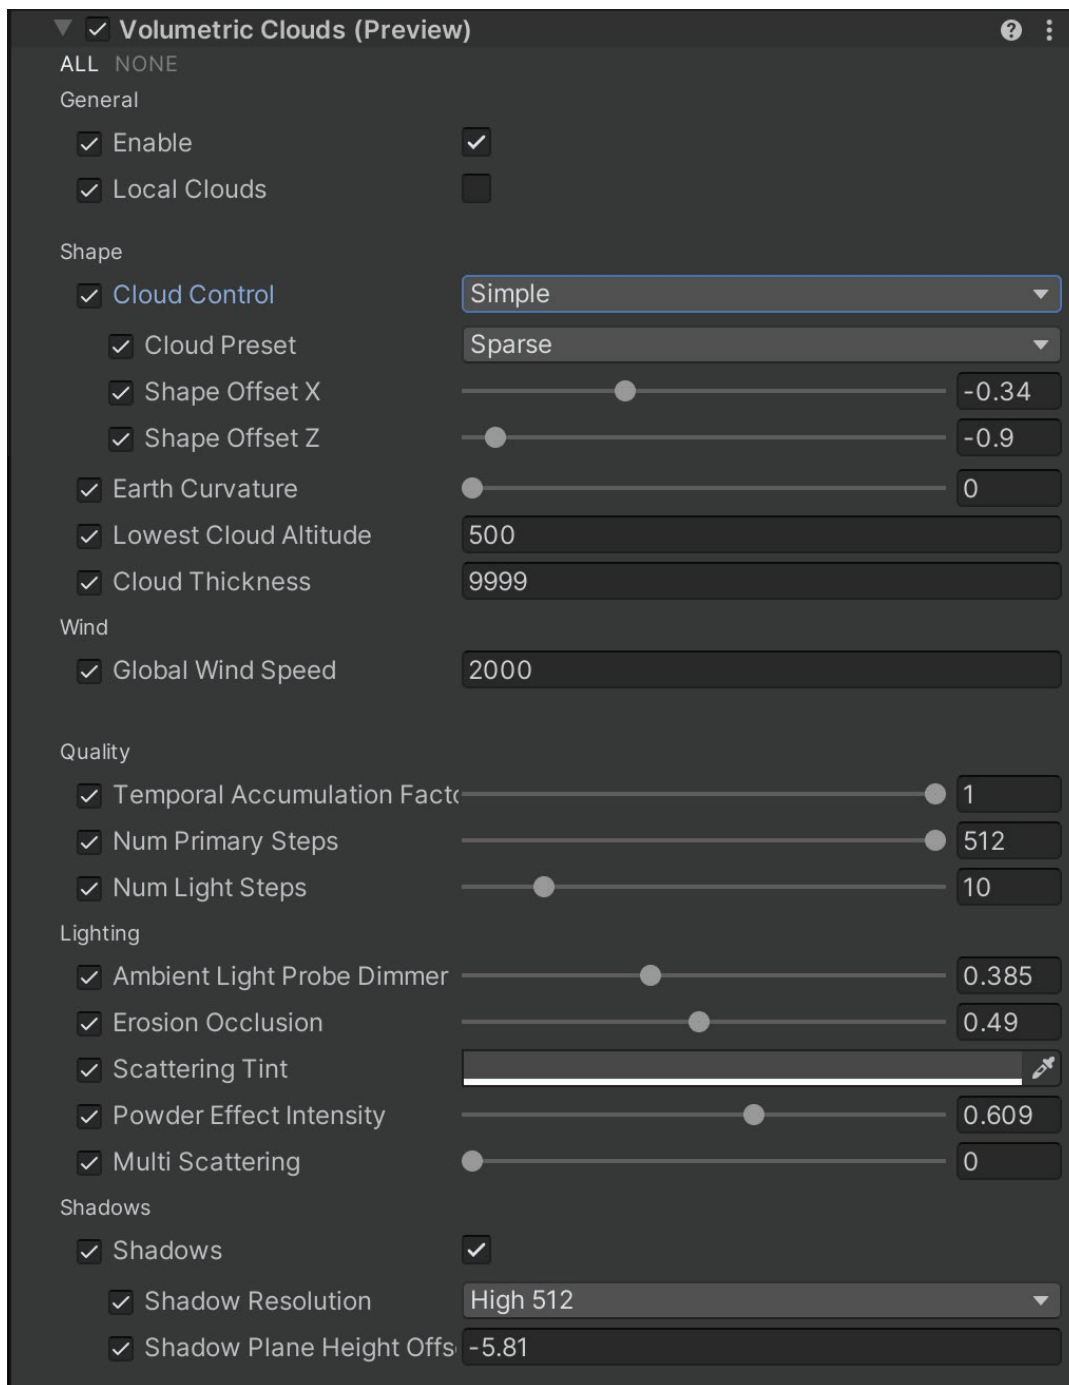 Volumetric Clouds (Preview)
ALL NONE
General
Enable
Local Clouds
Shape
Cloud Control Simple
Cloud Preset Sparse
Shape Offset X -0.34
Shape Offset Z -0.9
Earth Curvature 0
Lowest Cloud Altitude 500
Cloud Thickness 9999
Wind
Global Wind Speed 2000
Quality
Temporal Accumulation Facto 1
Num Primary Steps 512
Num Light Steps 10
Lighting
Ambient Light Probe Dimmer 0.385
Erosion Occlusion 0.49
Scattering Tint
Powder Effect Intensity 0.609
Multi Scattering 0
Shadows
Shadows
Shadow Resolution High 512
Shadow Plane Height Offs -5.81